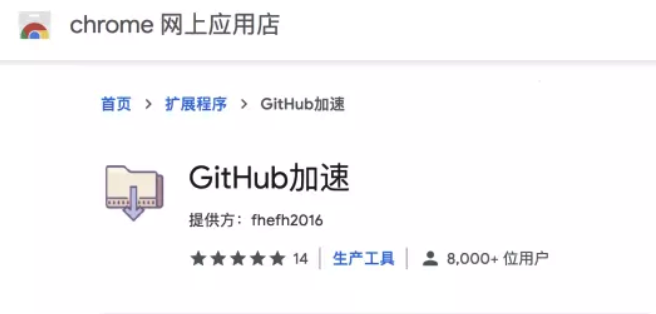 chrome 网上应用店
首页 > 扩展程序 > GitHub加速
GitHub加速
提供方：fhefh2016
★★★★★ 14 | 生产工具 | 8,000+ 位用户